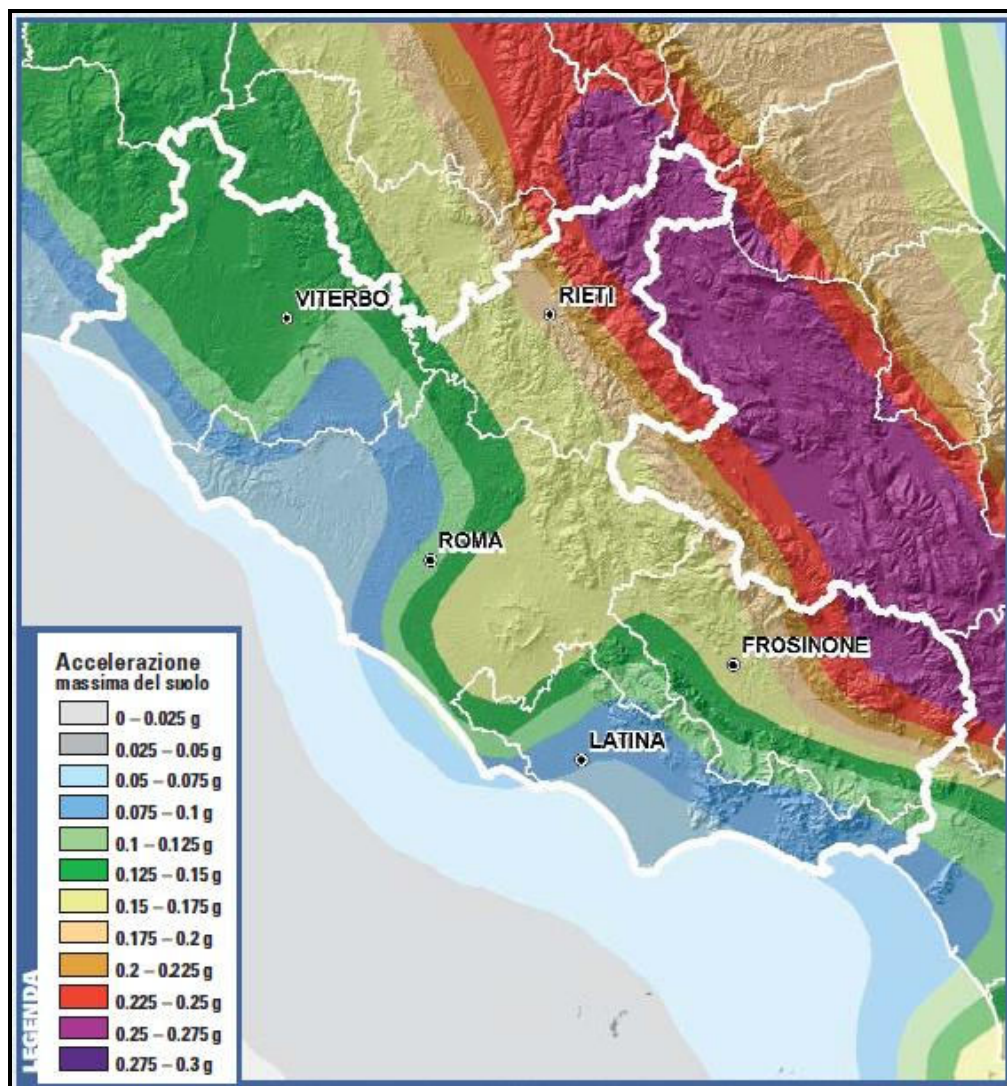 VITERBO
RIETI
ROMA
FROSINONE
LATINA
LEGENDA
Accelerazione
massima del suolo
0 – 0.025 g
0.025 – 0.05 g
0.05 – 0.075 g
0.075 – 0.1 g
0.1 – 0.125 g
0.125 – 0.15 g
0.15 – 0.175 g
0.175 – 0.2 g
0.2 – 0.225 g
0.225 – 0.25 g
0.25 – 0.275 g
0.275 – 0.3 g